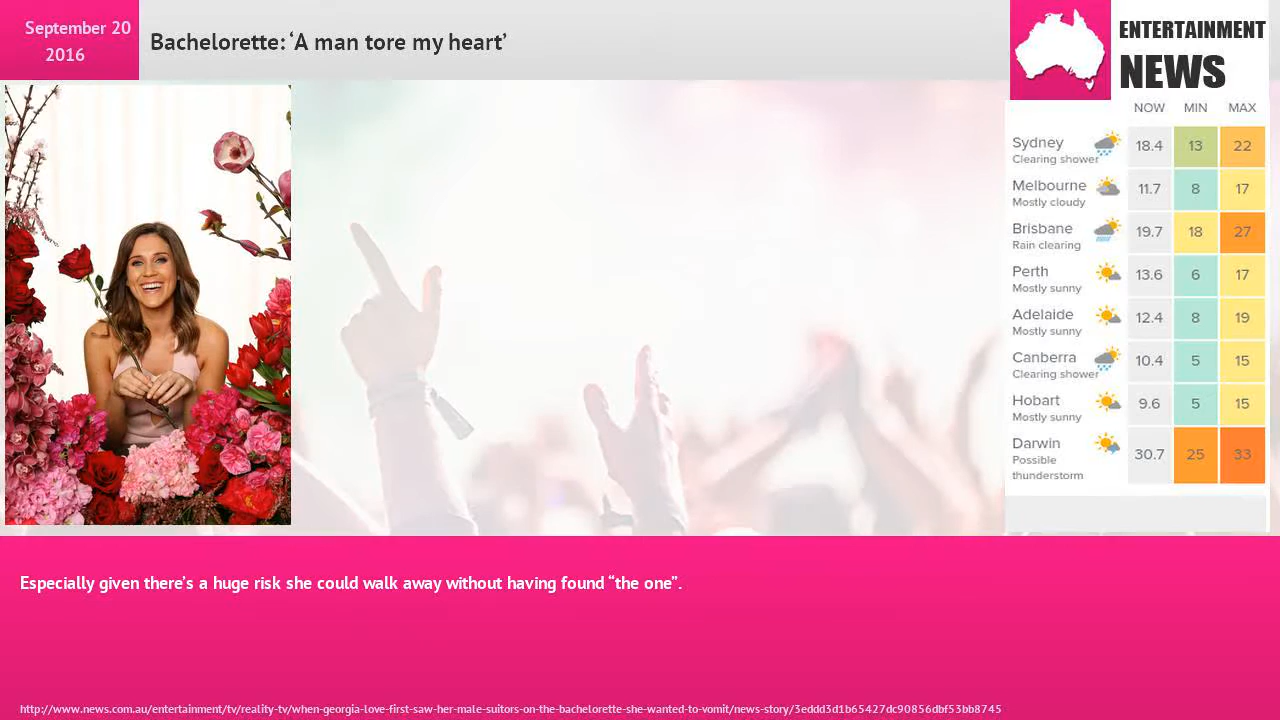 September 20
2016
Bachelorette: ‘A man tore my heart’
ENTERTAINMENT
NEWS
NOW MIN MAX
Sydney 18.4 13 22
Clearing shower
Melbourne 11.7 8 17
Mostly cloudy
Brisbane 19.7 18 27
Rain clearing
Perth 13.6 6 17
Mostly sunny
Adelaide 12.4 8 19
Mostly sunny
Canberra 10.4 5 15
Clearing shower
Hobart 9.6 5 15
Mostly sunny
Darwin 30.7 25 33
Possible
thunderstorm
Especially given there’s a huge risk she could walk away without having found “the one”.
http://www.news.com.au/entertainment/tv/reality-tv/when-georgia-love-first-saw-her-male-suitors-on-the-bachelorette-she-wanted-to-vomit/news-story/3eddd3d1b65427dc90856dbf53bb8745